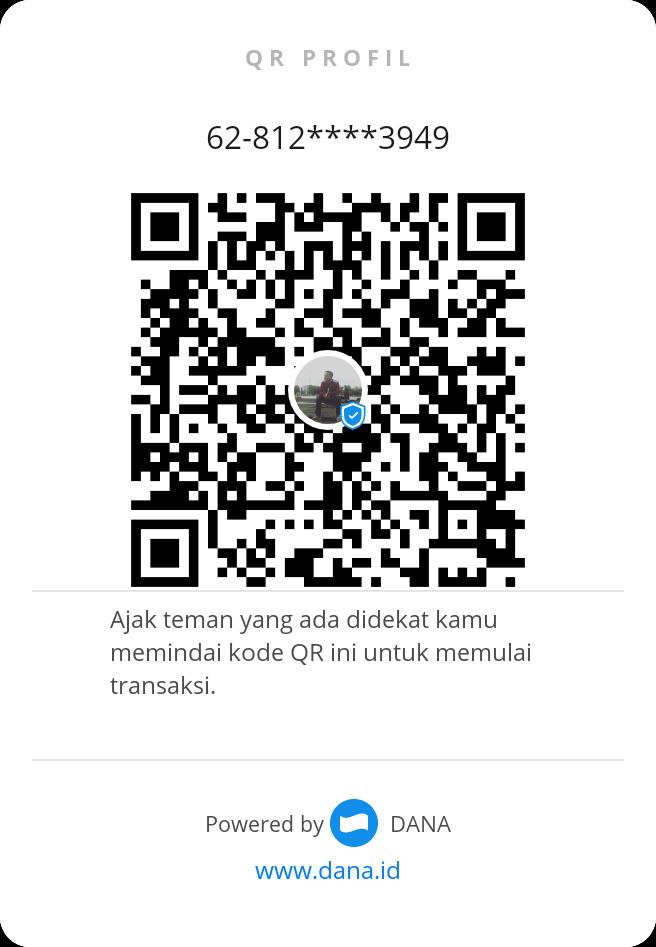 QR PROFIL
62-812****3949
Ajak teman yang ada didekat kamu
memindai kode QR ini untuk memulai
transaksi.
Powered by DANA
www.dana.id